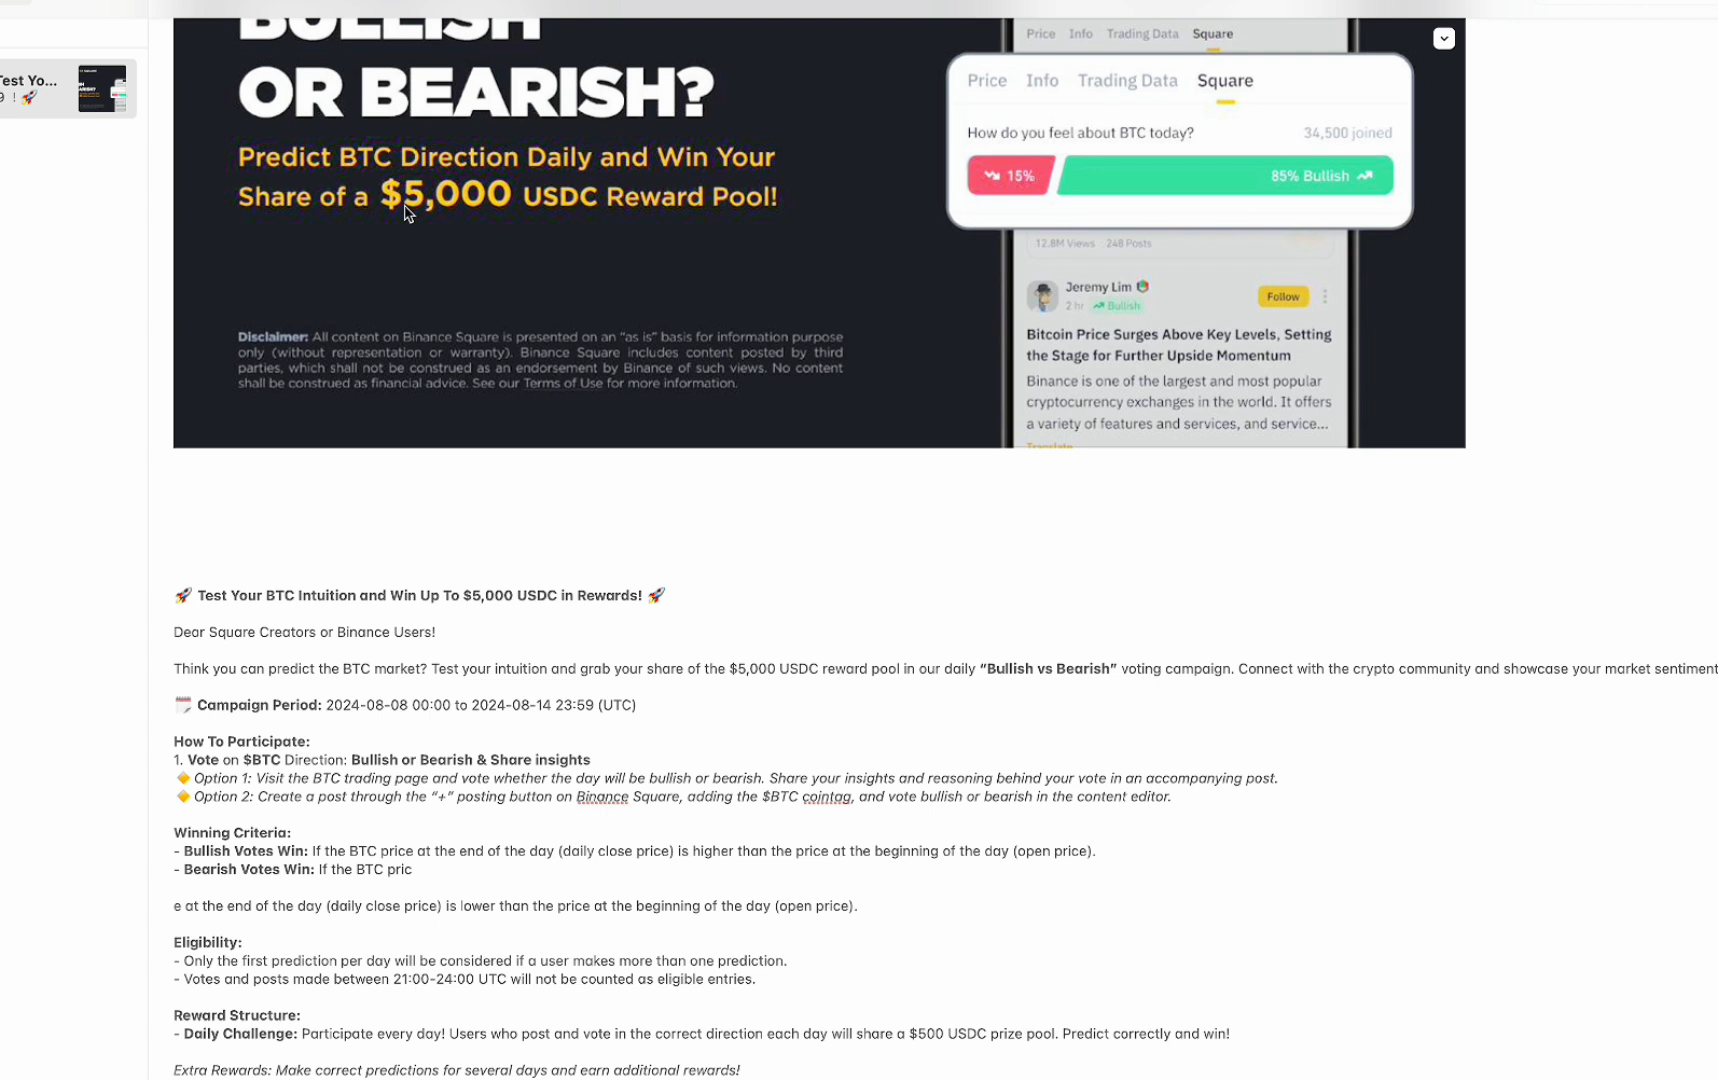 BULLISH
OR BEARISH?
Predict BTC Direction Daily and Win Your
Share of a $5,000 USDC Reward Pool!
Disclaimer: All content on Binance Square is presented on an "as is" basis for information purpose
only (without representation or warranty). Binance Square includes content posted by third
parties, which shall not be construed as an endorsement by Binance of such views. No content
shall be construed as financial advice. See our Terms of Use for more information.
Price Info Trading Data Square
Price Info Trading Data Square
How do you feel about BTC today? 34,500 joined
15% 85% Bullish
12.8M Views 248 Posts
Jeremy Lim
2 hr Bullish
Follow
Bitcoin Price Surges Above Key Levels, Setting
the Stage for Further Upside Momentum
Binance is one of the largest and most popular
cryptocurrency exchanges in the world. It offers
a variety of features and services, and service...
Translate
Test Yo...
9 ! 🚀
🚀 Test Your BTC Intuition and Win Up To $5,000 USDC in Rewards! 🚀
Dear Square Creators or Binance Users!
Think you can predict the BTC market? Test your intuition and grab your share of the $5,000 USDC reward pool in our daily “Bullish vs Bearish” voting campaign. Connect with the crypto community and showcase your market sentiment
🗓️ Campaign Period: 2024-08-08 00:00 to 2024-08-14 23:59 (UTC)
How To Participate:
1. Vote on $BTC Direction: Bullish or Bearish & Share insights
🔸 Option 1: Visit the BTC trading page and vote whether the day will be bullish or bearish. Share your insights and reasoning behind your vote in an accompanying post.
🔸 Option 2: Create a post through the “+” posting button on Binance Square, adding the $BTC cointag, and vote bullish or bearish in the content editor.
Winning Criteria:
- Bullish Votes Win: If the BTC price at the end of the day (daily close price) is higher than the price at the beginning of the day (open price).
- Bearish Votes Win: If the BTC pric
e at the end of the day (daily close price) is lower than the price at the beginning of the day (open price).
Eligibility:
- Only the first prediction per day will be considered if a user makes more than one prediction.
- Votes and posts made between 21:00-24:00 UTC will not be counted as eligible entries.
Reward Structure:
- Daily Challenge: Participate every day! Users who post and vote in the correct direction each day will share a $500 USDC prize pool. Predict correctly and win!
Extra Rewards: Make correct predictions for several days and earn additional rewards!